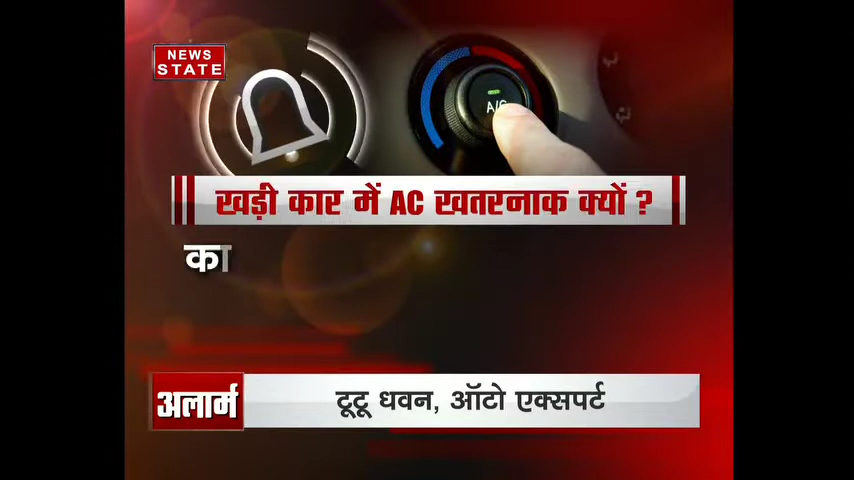 NEWS
STATE
A/C
खड़ी कार में AC खतरनाक क्यों ?
का
अलार्म
टूटू धवन, ऑटो एक्सपर्ट